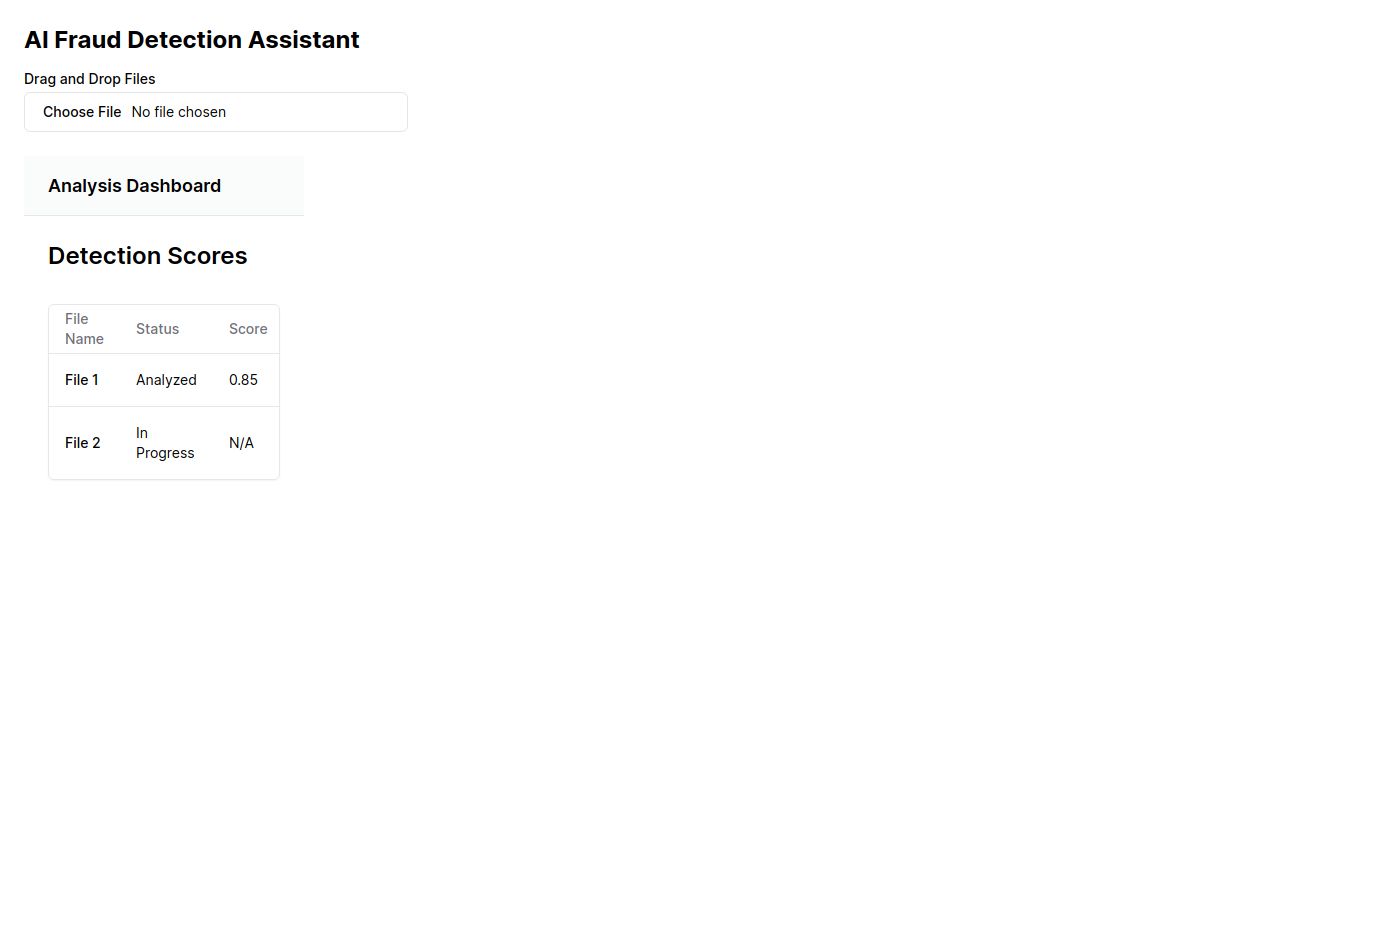 AI Fraud Detection Assistant
Drag and Drop Files
Choose File No file chosen
Analysis Dashboard
Detection Scores
File Name Status Score
File 1 Analyzed 0.85
File 2 In Progress N/A